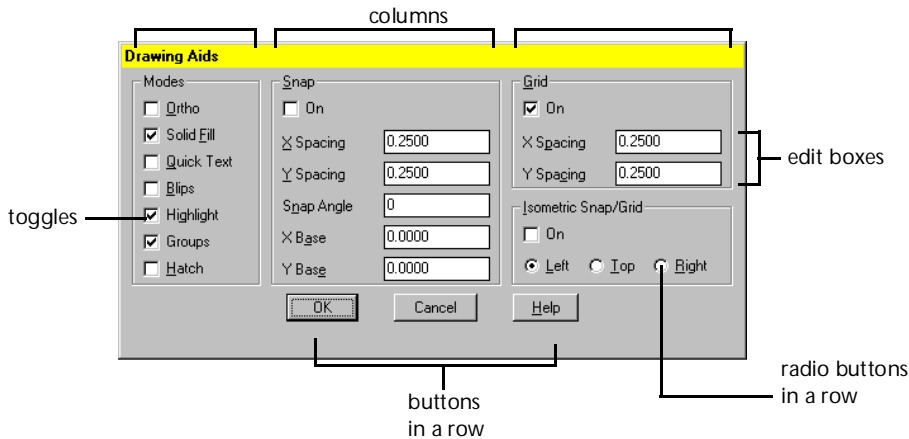 columns
Drawing Aids
Modes
Ortho
Solid Fill
Quick Text
Blips
Highlight
Groups
Hatch
toggles
Snap
On
X Spacing 0.2500
Y Spacing 0.2500
Snap Angle 0
X Base 0.0000
Y Base 0.0000
Grid
On
X Spacing 0.2500
Y Spacing 0.2500
edit boxes
Isometric Snap/Grid
On
Left Top Right
OK Cancel Help
radio buttons
in a row
buttons
in a row